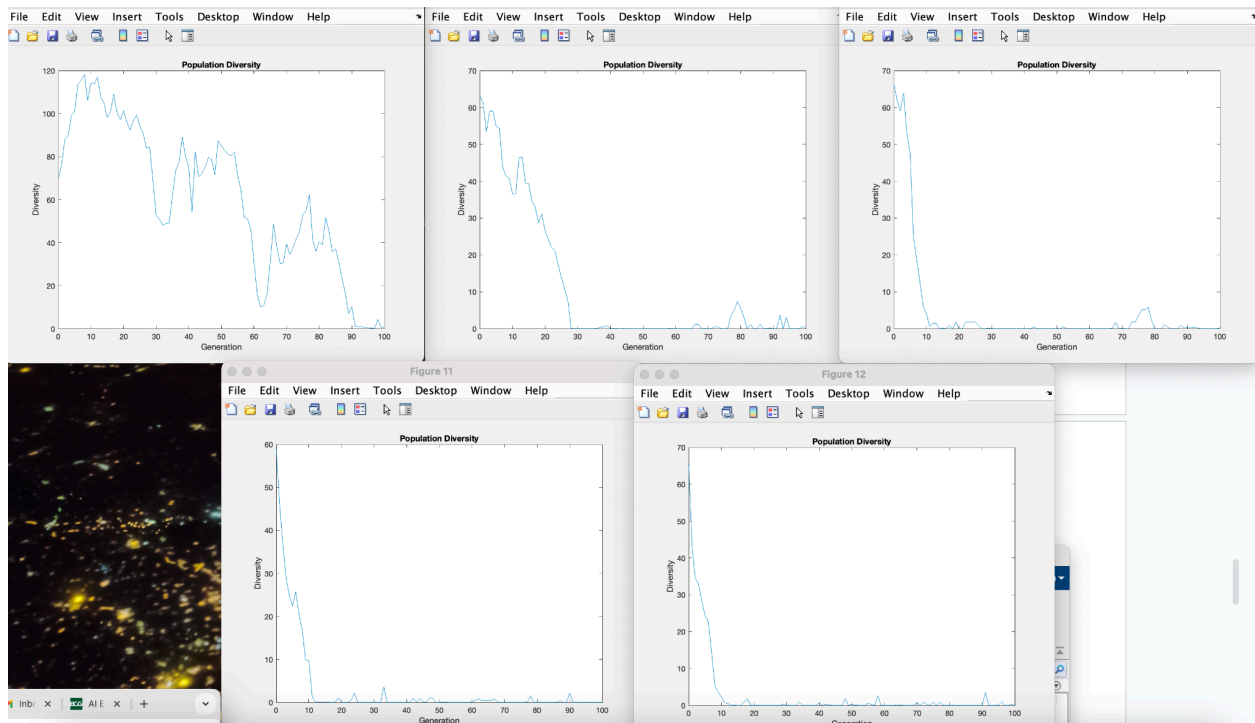 File Edit View Insert Tools Desktop Window Help
Population Diversity
120
100
80
60
40
20
0
Diversity
0 10 20 30 40 50 60 70 80 90 100
Generation
File Edit View Insert Tools Desktop Window Help
Population Diversity
70
60
50
40
30
20
10
0
Diversity
0 10 20 30 40 50 60 70 80 90 100
Generation
File Edit View Insert Tools Desktop Window Help
Population Diversity
70
60
50
40
30
20
10
0
Diversity
0 10 20 30 40 50 60 70 80 90 100
Generation
Figure 11
File Edit View Insert Tools Desktop Window Help
Population Diversity
60
50
40
30
20
10
0
Diversity
0 10 20 30 40 50 60 70 80 90 100
Generation
Figure 12
File Edit View Insert Tools Desktop Window Help
Population Diversity
70
60
50
40
30
20
10
0
Diversity
0 10 20 30 40 50 60 70 80 90 100
Generation
Inb AI E